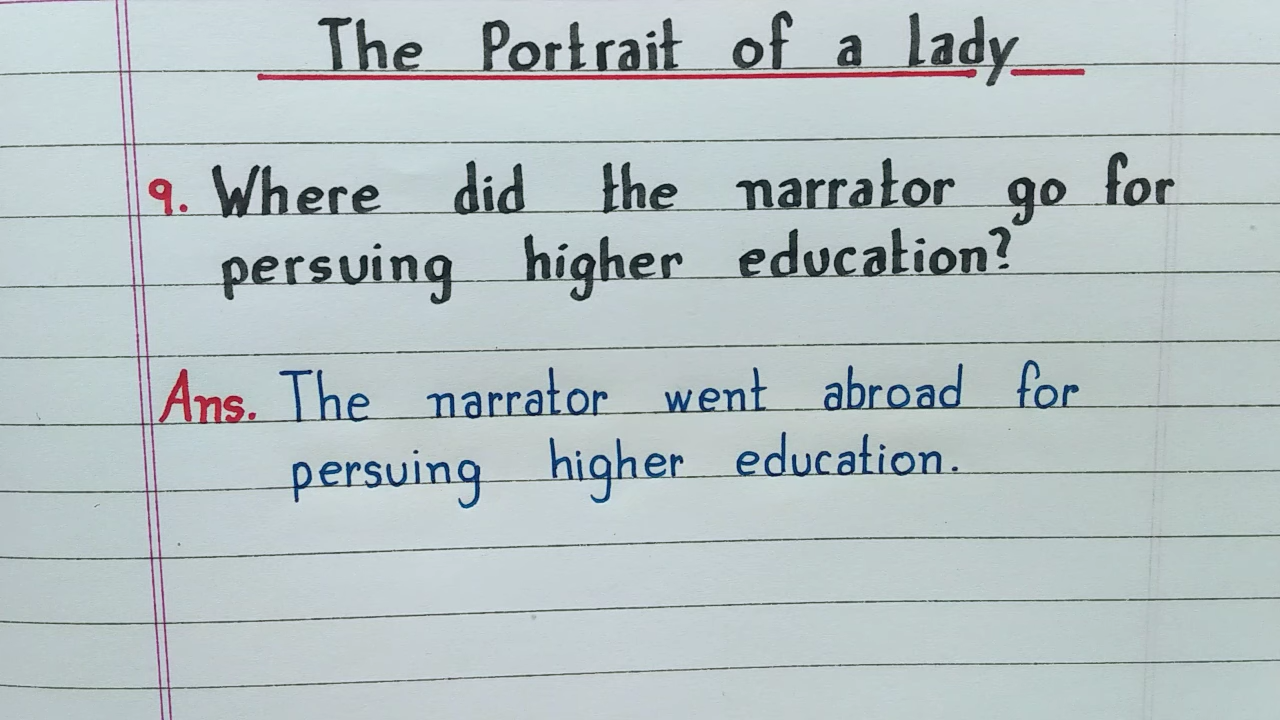 The Portrait of a lady
9. Where did the narrator go for
persuing higher education?
Ans. The narrator went abroad for
persuing higher education.